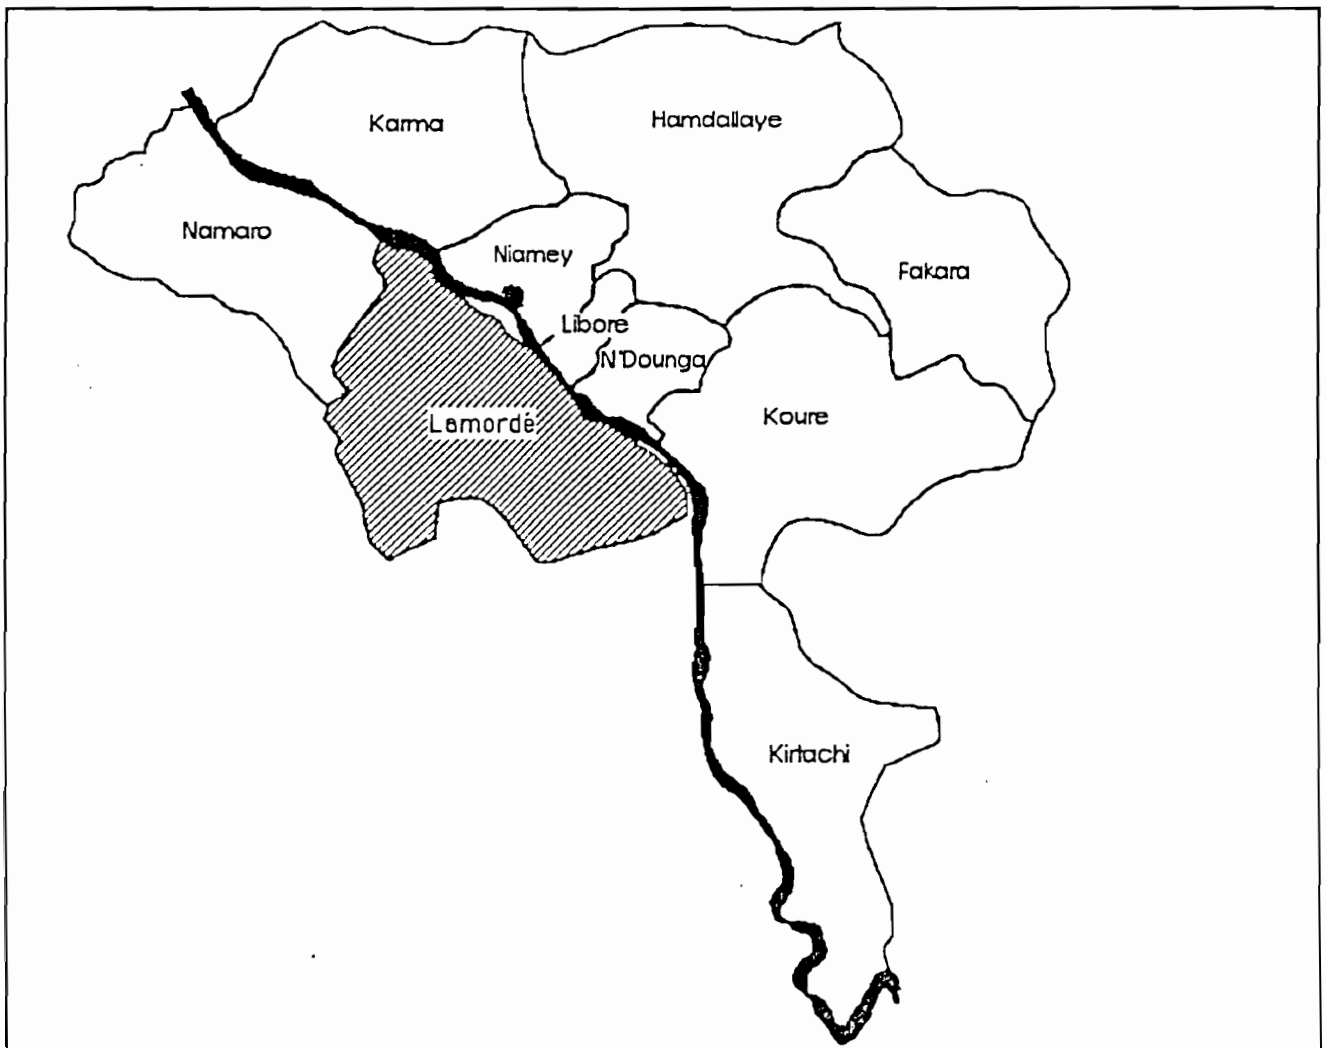 Karma
Hamdallaye
Namaro
Niamey
Fakara
Libore
N'Dounga
Koure
Lamordé
Kirtachi